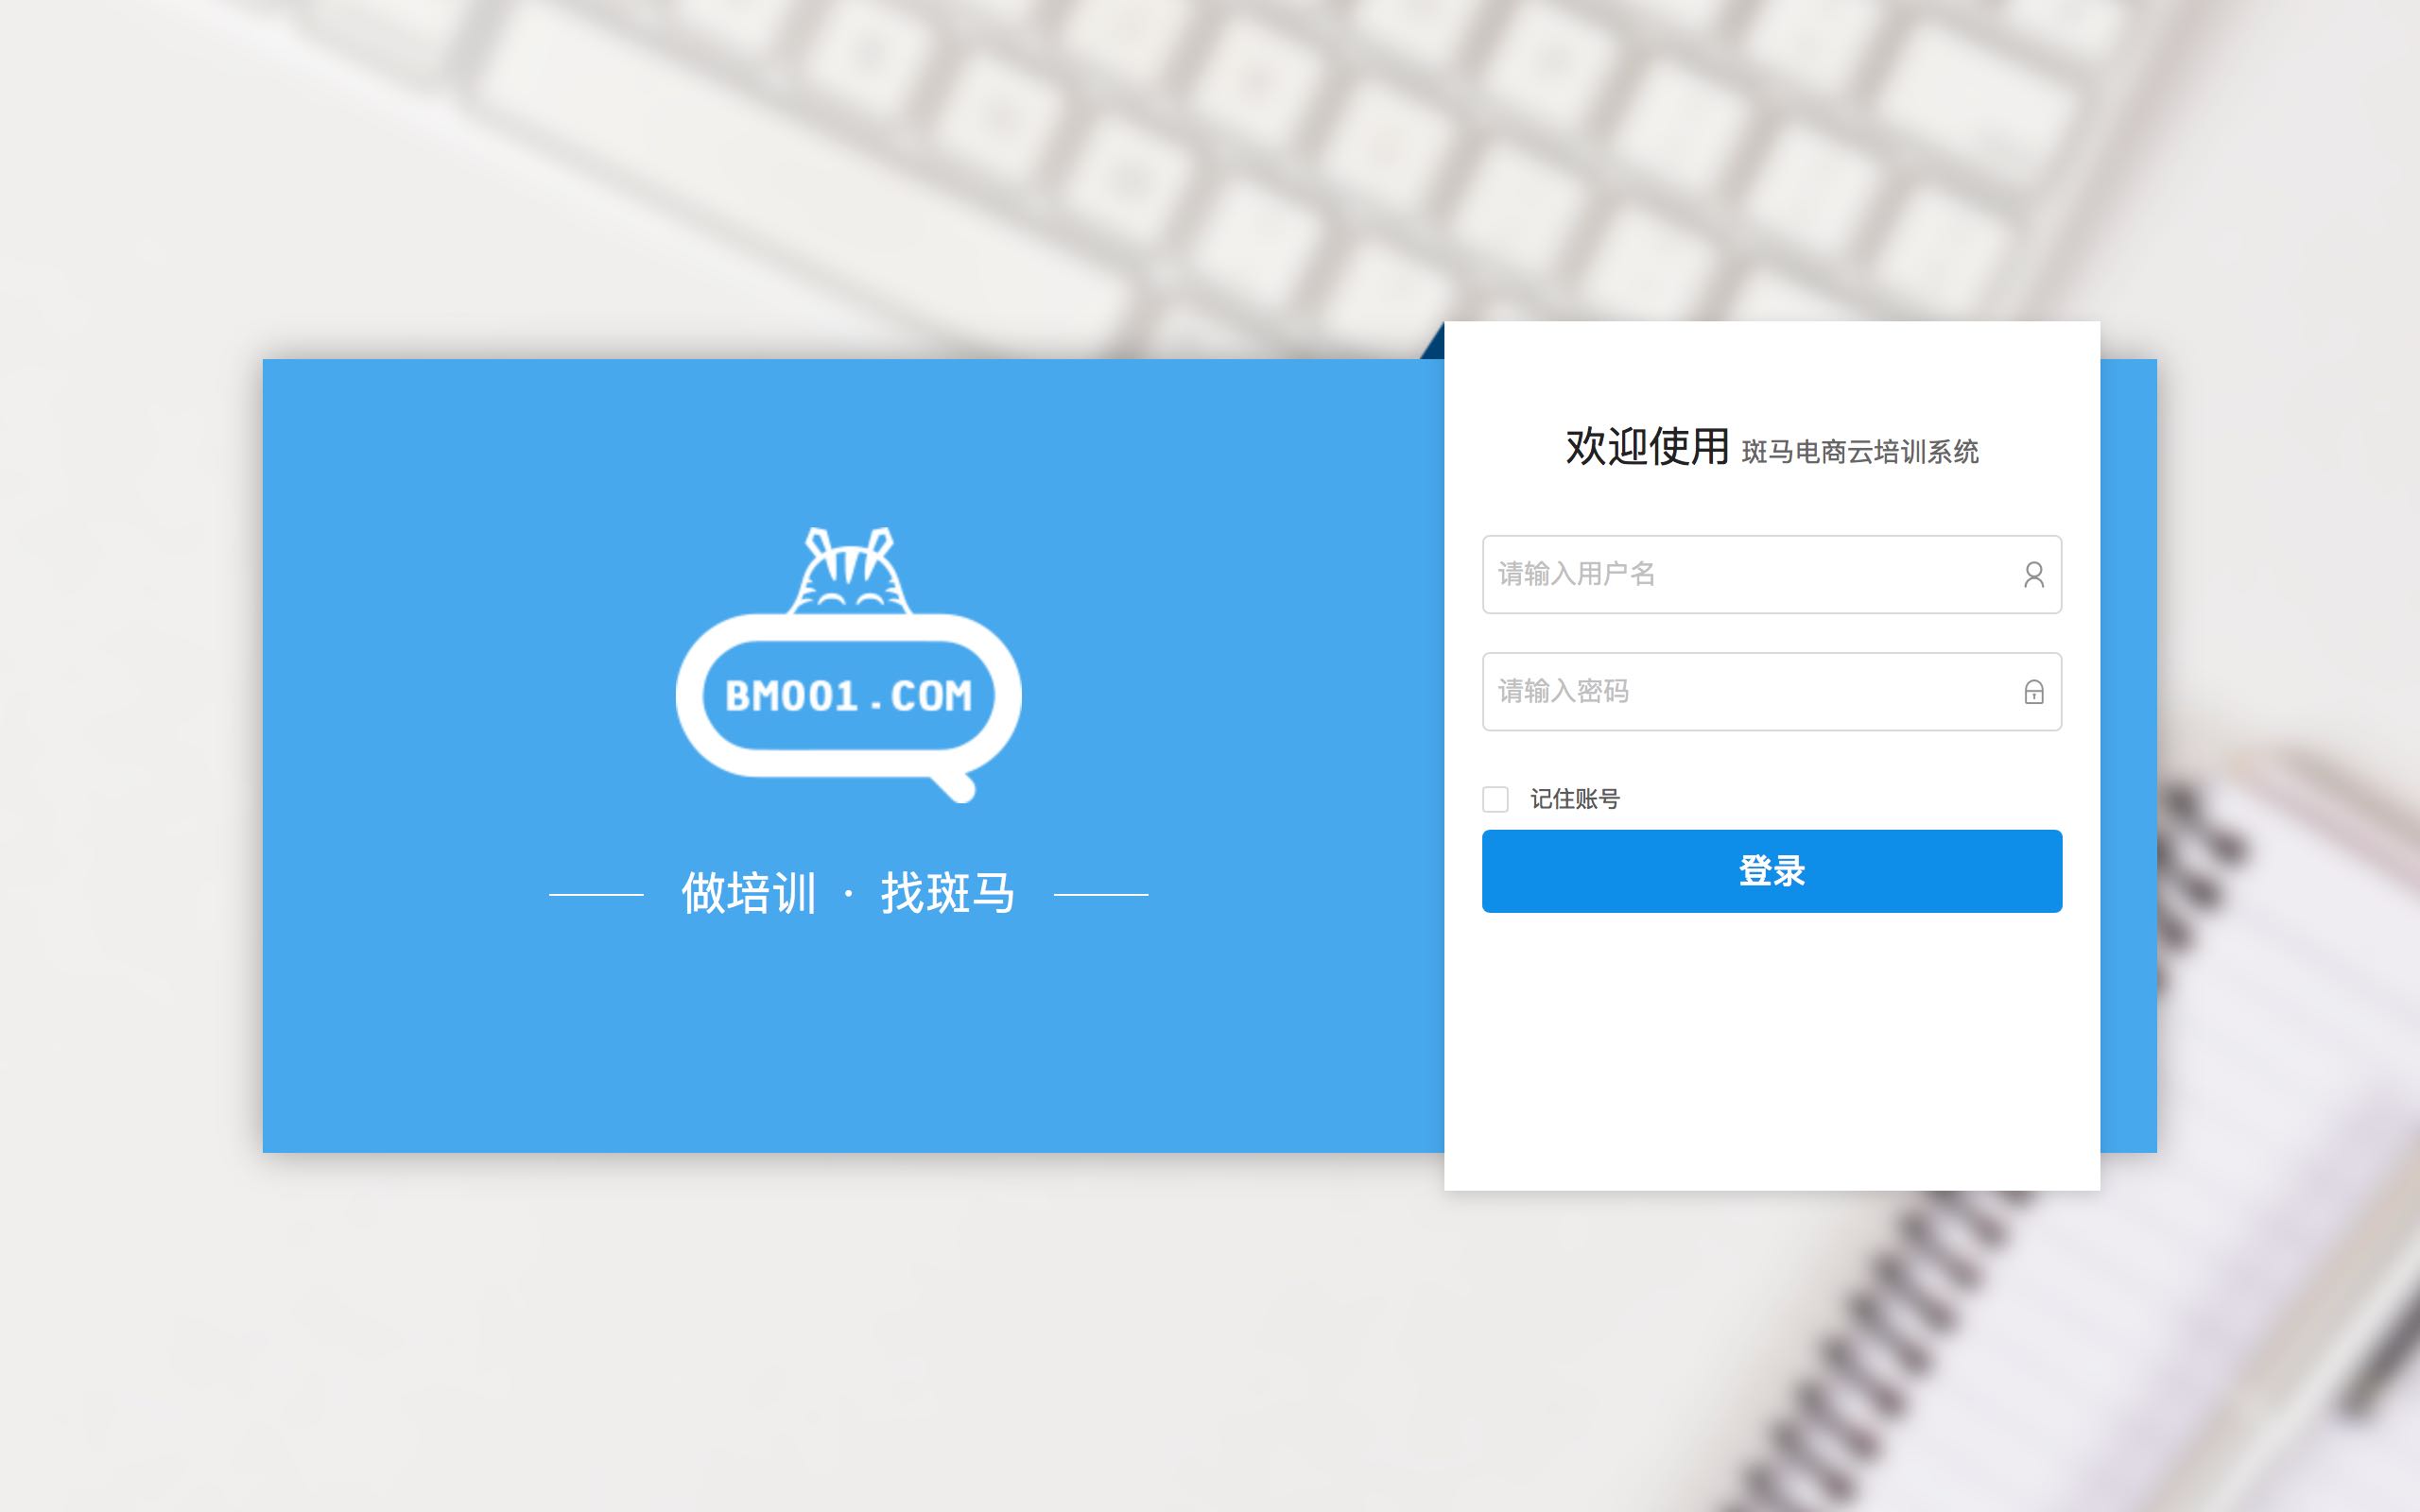 BM001.COM
做培训 · 找斑马
欢迎使用 斑马电商云培训系统
请输入用户名
请输入密码
记住账号
登录